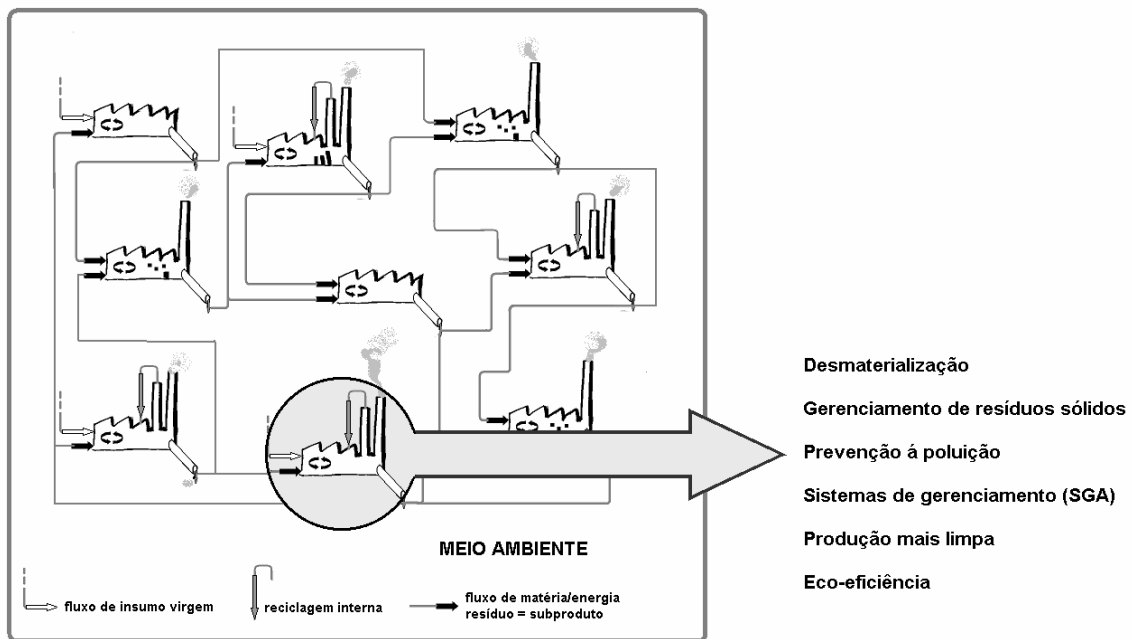 Desmaterialização
Gerenciamento de resíduos sólidos
Prevenção á poluição
Sistemas de gerenciamento (SGA)
Produção mais limpa
Eco-eficiência
MEIO AMBIENTE
fluxo de insumo virgem
reciclagem interna
fluxo de matéria/energia
resíduo = subproduto